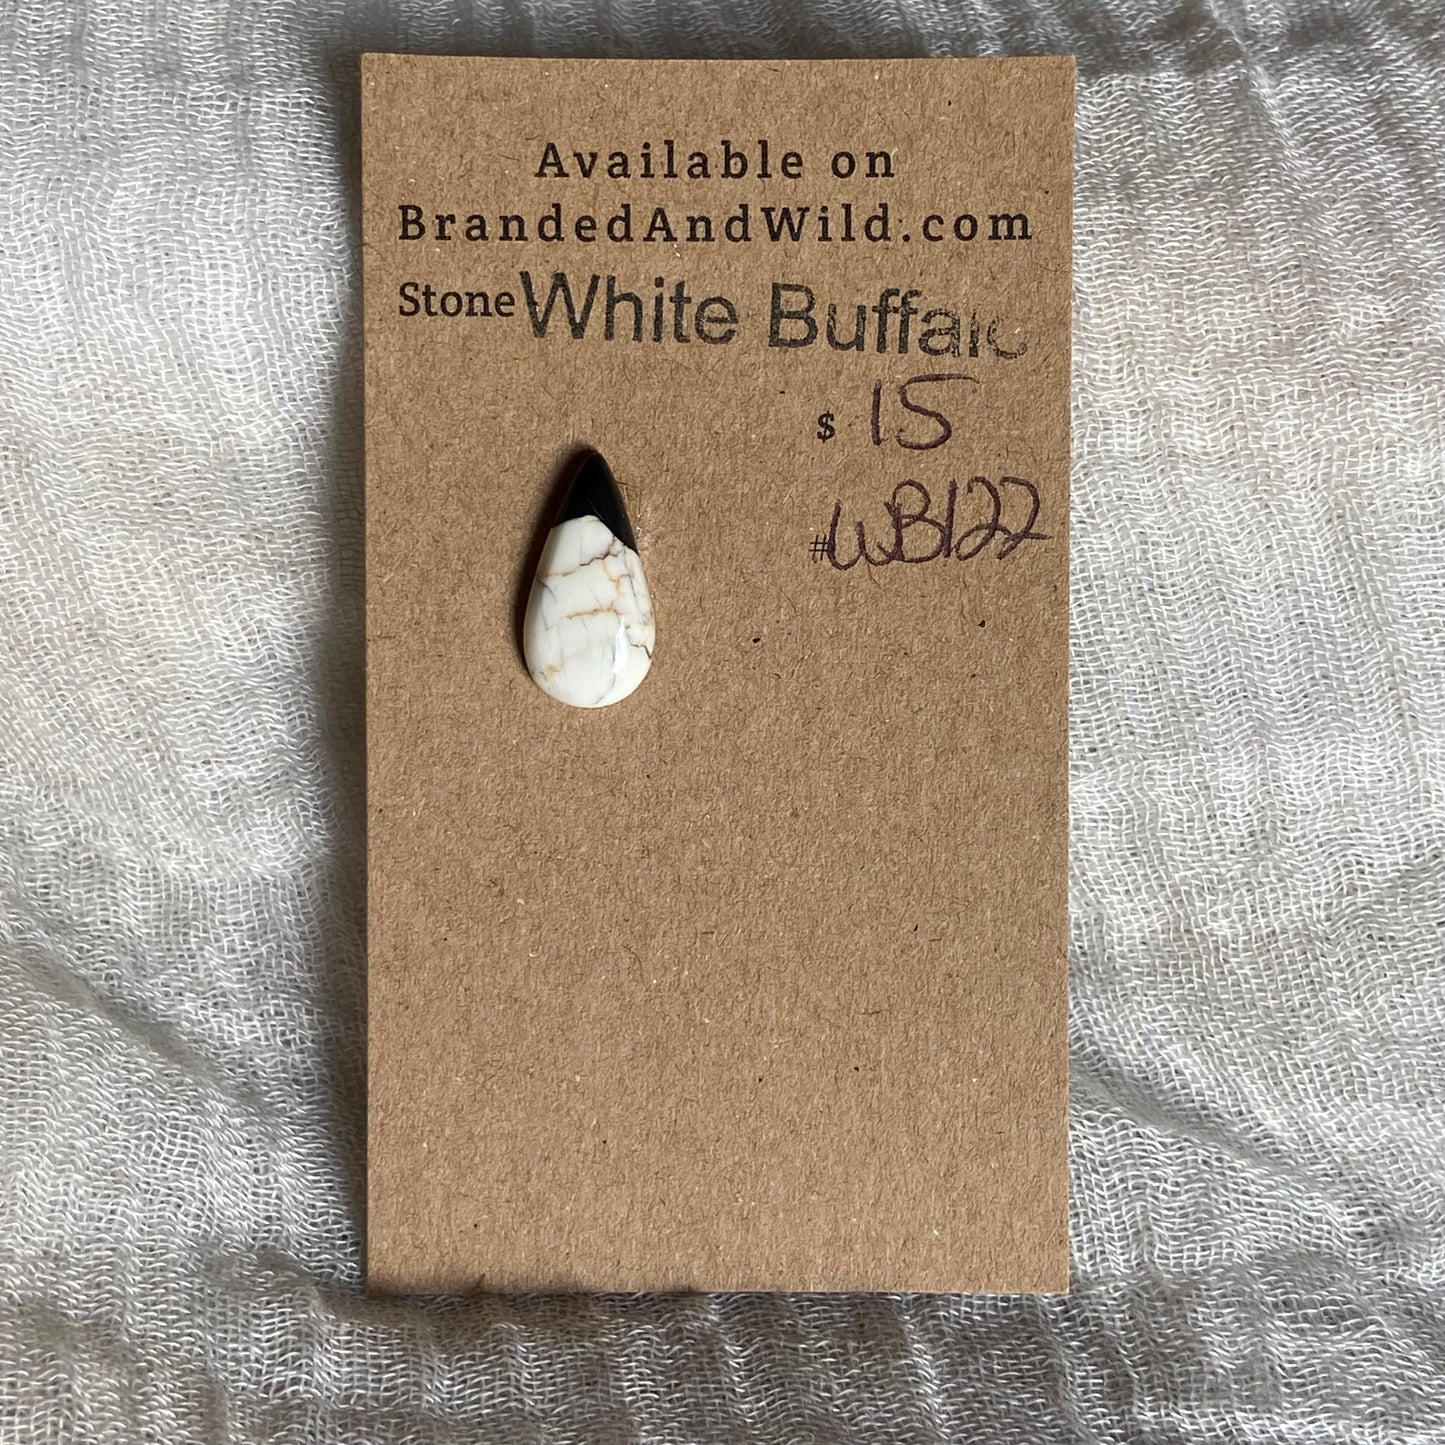 Available on
BrandedAndWild.com
Stone White Buffalo
$ 15
#WB122